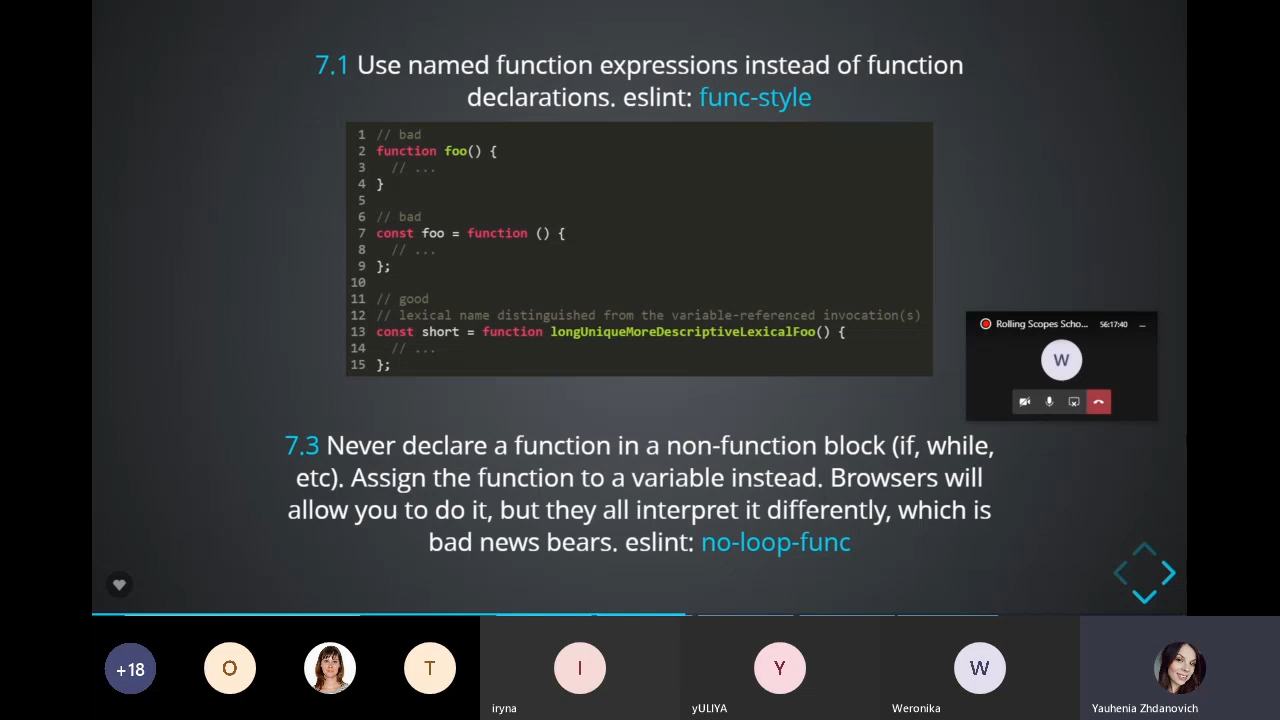 7.1 Use named function expressions instead of function
declarations. eslint: func-style
1 // bad
2 function foo() {
3   // ...
4 }
5
6 // bad
7 const foo = function () {
8   // ...
9 };
10
11 // good
12 // lexical name distinguished from the variable-referenced invocation(s)
13 const short = function longUniqueMoreDescriptiveLexicalFoo() {
14   // ...
15 };
Rolling Scopes Scho... 56:17:40
W
7.3 Never declare a function in a non-function block (if, while,
etc). Assign the function to a variable instead. Browsers will
allow you to do it, but they all interpret it differently, which is
bad news bears. eslint: no-loop-func
+18 O T I Y W
iryna yULIYA Weronika Yauhenia Zhdanovich